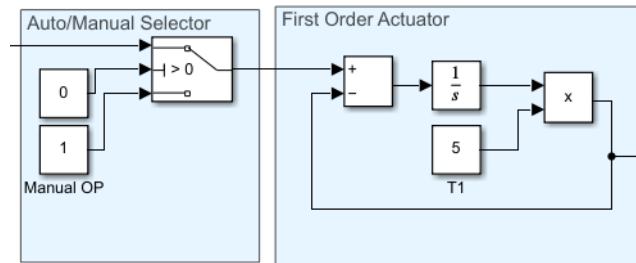 Auto/Manual Selector
First Order Actuator
> 0
0
1
Manual OP
+
−
1
s
x
5
T1